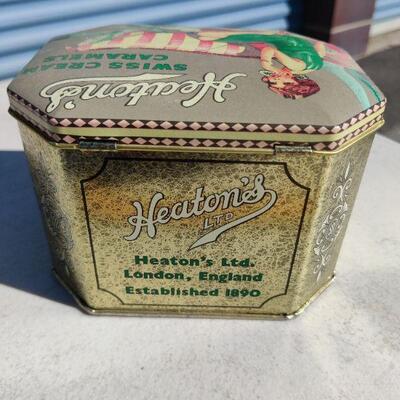 Heaton's
SWISS CREAM
CARAMELS
Heaton's
LTD
Heaton's Ltd.
London, England
Established 1890